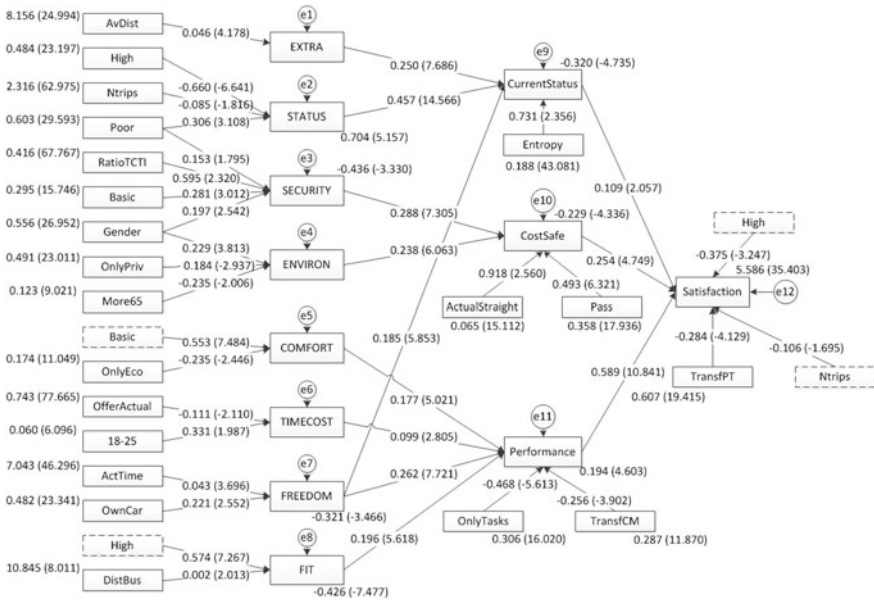 8.156 (24.994)
AvDist
0.046 (4.178)
e1
EXTRA
0.484 (23.197)
High
-0.660 (-6.641)
e2
2.316 (62.975)
Ntrips
-0.085 (-1.816)
STATUS
0.306 (3.108)
0.704 (5.157)
0.603 (29.593)
Poor
0.153 (1.795)
e3
-0.436 (-3.330)
0.416 (67.767)
RatioTCTI
0.595 (2.320)
SECURITY
0.295 (15.746)
Basic
0.281 (3.012)
0.197 (2.542)
0.556 (26.952)
Gender
0.229 (3.813)
e4
0.491 (23.011)
OnlyPriv
0.184 (-2.937)
ENVIRON
0.123 (9.021)
More65
-0.235 (-2.006)
e5
Basic
0.553 (7.484)
COMFORT
0.174 (11.049)
OnlyEco
-0.235 (-2.446)
e6
0.743 (77.665)
OfferActual
-0.111 (-2.110)
TIMECOST
0.060 (6.096)
18-25
0.331 (1.987)
e7
7.043 (46.296)
ActTime
0.043 (3.696)
FREEDOM
0.482 (23.341)
OwnCar
0.221 (2.552)
-0.321 (-3.466)
e8
High
0.574 (7.267)
FIT
10.845 (8.011)
DistBus
0.002 (2.013)
-0.426 (-7.477)
0.250 (7.686)
0.457 (14.566)
e9
-0.320 (-4.735)
CurrentStatus
0.731 (2.356)
Entropy
0.188 (43.081)
0.109 (2.057)
0.288 (7.305)
0.238 (6.063)
e10
-0.229 (-4.336)
CostSafe
0.254 (4.749)
0.918 (2.560)
0.493 (6.321)
ActualStraight
Pass
0.065 (15.112)
0.358 (17.936)
0.185 (5.853)
0.177 (5.021)
0.099 (2.805)
0.262 (7.721)
0.196 (5.618)
e11
Performance
0.194 (4.603)
-0.468 (-5.613)
-0.256 (-3.902)
OnlyTasks
TransfCM
0.306 (16.020)
0.287 (11.870)
0.589 (10.841)
High
-0.375 (-3.247)
5.586 (35.403)
Satisfaction
e12
-0.284 (-4.129)
-0.106 (-1.695)
TransfPT
Ntrips
0.607 (19.415)